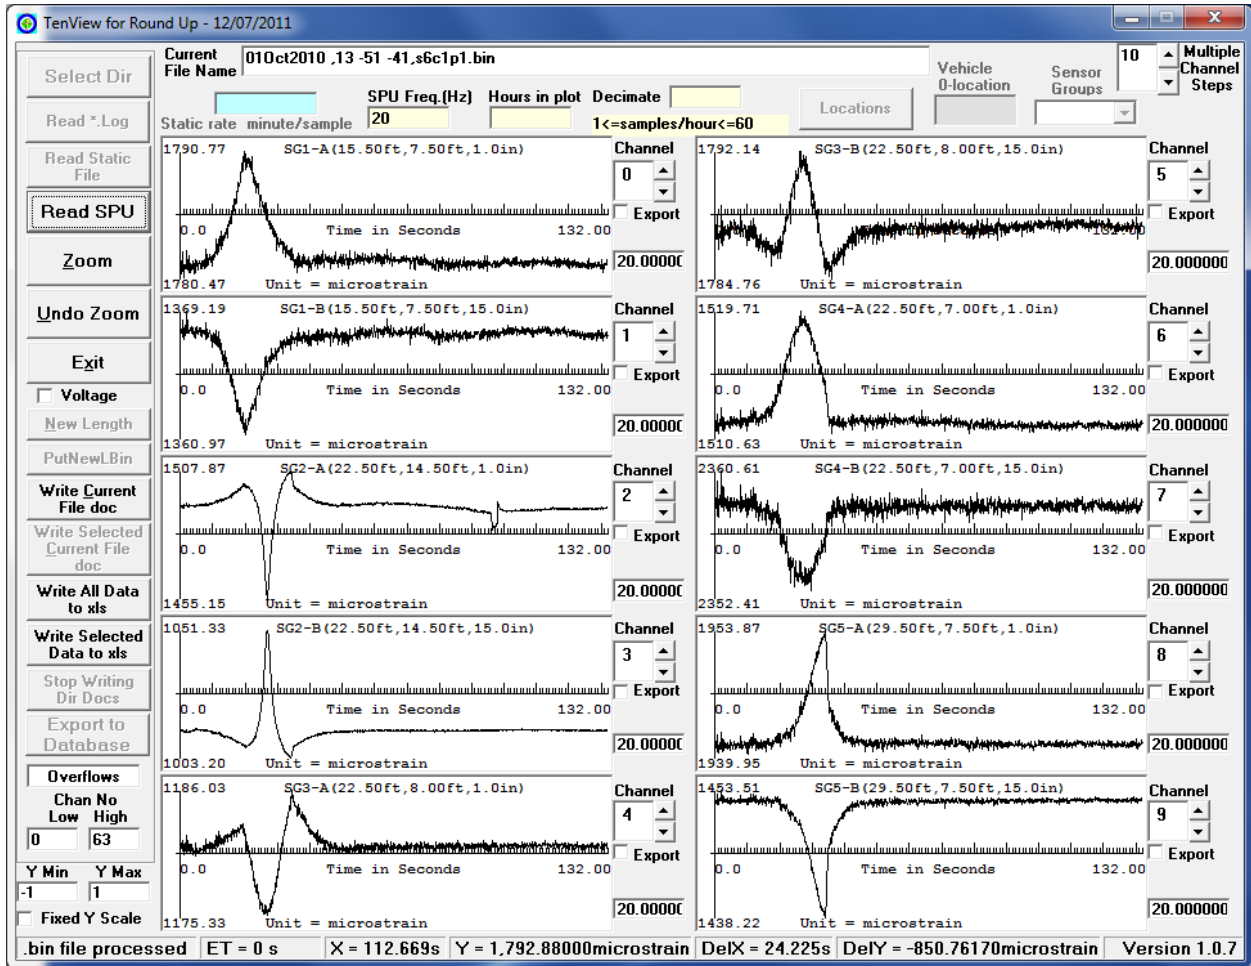 TenView for Round Up - 12/07/2011
Current File Name 01Oct2010 ,13 -51 -41,s6c1p1.bin
Vehicle 0-location
Sensor Groups
10 Multiple Channel Steps
Static rate minute/sample
SPU Freq.(Hz) 20
Hours in plot
Decimate
1<=samples/hour<=60
Locations
Select Dir
Read *.Log
Read Static File
Read SPU
Zoom
Undo Zoom
Exit
Voltage
New Length
PutNewLBin
Write Current File doc
Write Selected Current File doc
Write All Data to xls
Write Selected Data to xls
Stop Writing Dir Docs
Export to Database
Overflows
Chan No
Low High
0 63
Y Min Y Max
-1 1
Fixed Y Scale
1790.77 SG1-A(15.50ft,7.50ft,1.0in)
0.0 Time in Seconds 132.00
1780.47 Unit = microstrain
Channel
0
Export
20.00000
1369.19 SG1-B(15.50ft,7.50ft,15.0in)
0.0 Time in Seconds 132.00
1360.97 Unit = microstrain
Channel
1
Export
20.00000
1507.87 SG2-A(22.50ft,14.50ft,1.0in)
0.0 Time in Seconds 132.00
1455.15 Unit = microstrain
Channel
2
Export
20.00000
1051.33 SG2-B(22.50ft,14.50ft,15.0in)
0.0 Time in Seconds 132.00
1003.20 Unit = microstrain
Channel
3
Export
20.00000
1186.03 SG3-A(22.50ft,8.00ft,1.0in)
0.0 Time in Seconds 132.00
1175.33 Unit = microstrain
Channel
4
Export
20.00000
1792.14 SG3-B(22.50ft,8.00ft,15.0in)
1784.76 Unit = microstrain
Channel
5
Export
20.000000
1519.71 SG4-A(22.50ft,7.00ft,1.0in)
0.0 Time in Seconds 132.00
1510.63 Unit = microstrain
Channel
6
Export
20.000000
2360.61 SG4-B(22.50ft,7.00ft,15.0in)
0.0 Time in Seconds 132.00
2352.41 Unit = microstrain
Channel
7
Export
20.000000
1953.87 SG5-A(29.50ft,7.50ft,1.0in)
0.0 Time in Seconds 132.00
1939.95 Unit = microstrain
Channel
8
Export
20.000000
1453.51 SG5-B(29.50ft,7.50ft,15.0in)
0.0 Time in Seconds 132.00
1438.22 Unit = microstrain
Channel
9
Export
20.000000
.bin file processed ET = 0 s X = 112.669s Y = 1,792.88000microstrain DelX = 24.225s DelY = -850.76170microstrain Version 1.0.7